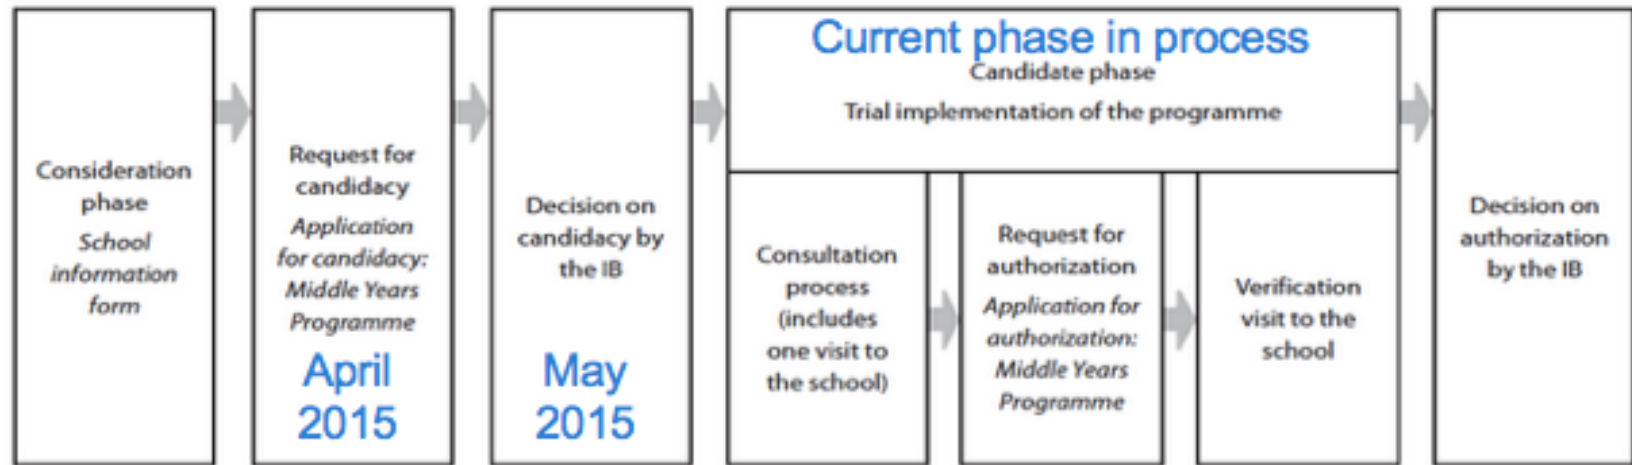 Consideration
phase
School
information
form
Request for
candidacy
Application
for candidacy:
Middle Years
Programme
April
2015
Decision on
candidacy by
the IB
May
2015
Current phase in process
Candidate phase
Trial implementation of the programme
Consultation
process
(includes
one visit to
the school)
Request for
authorization
Application for
authorization:
Middle Years
Programme
Verification
visit to the
school
Decision on
authorization
by the IB